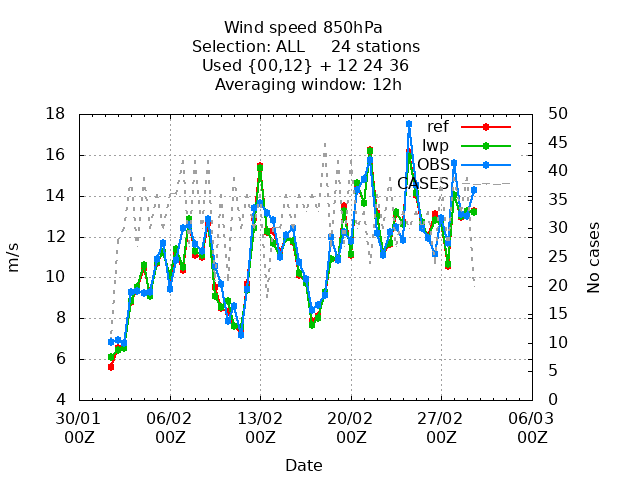 Wind speed 850hPa
Selection: ALL 24 stations
Used {00,12} + 12 24 36
Averaging window: 12h
18 50
16 45
14 40
12 35
10 30
8 25
6 20
4 15
10
5
0
ref
lwp
OBS
CASES
m/s
No cases
30/01 06/02 13/02 20/02 27/02 06/03
00Z 00Z 00Z 00Z 00Z 00Z
Date